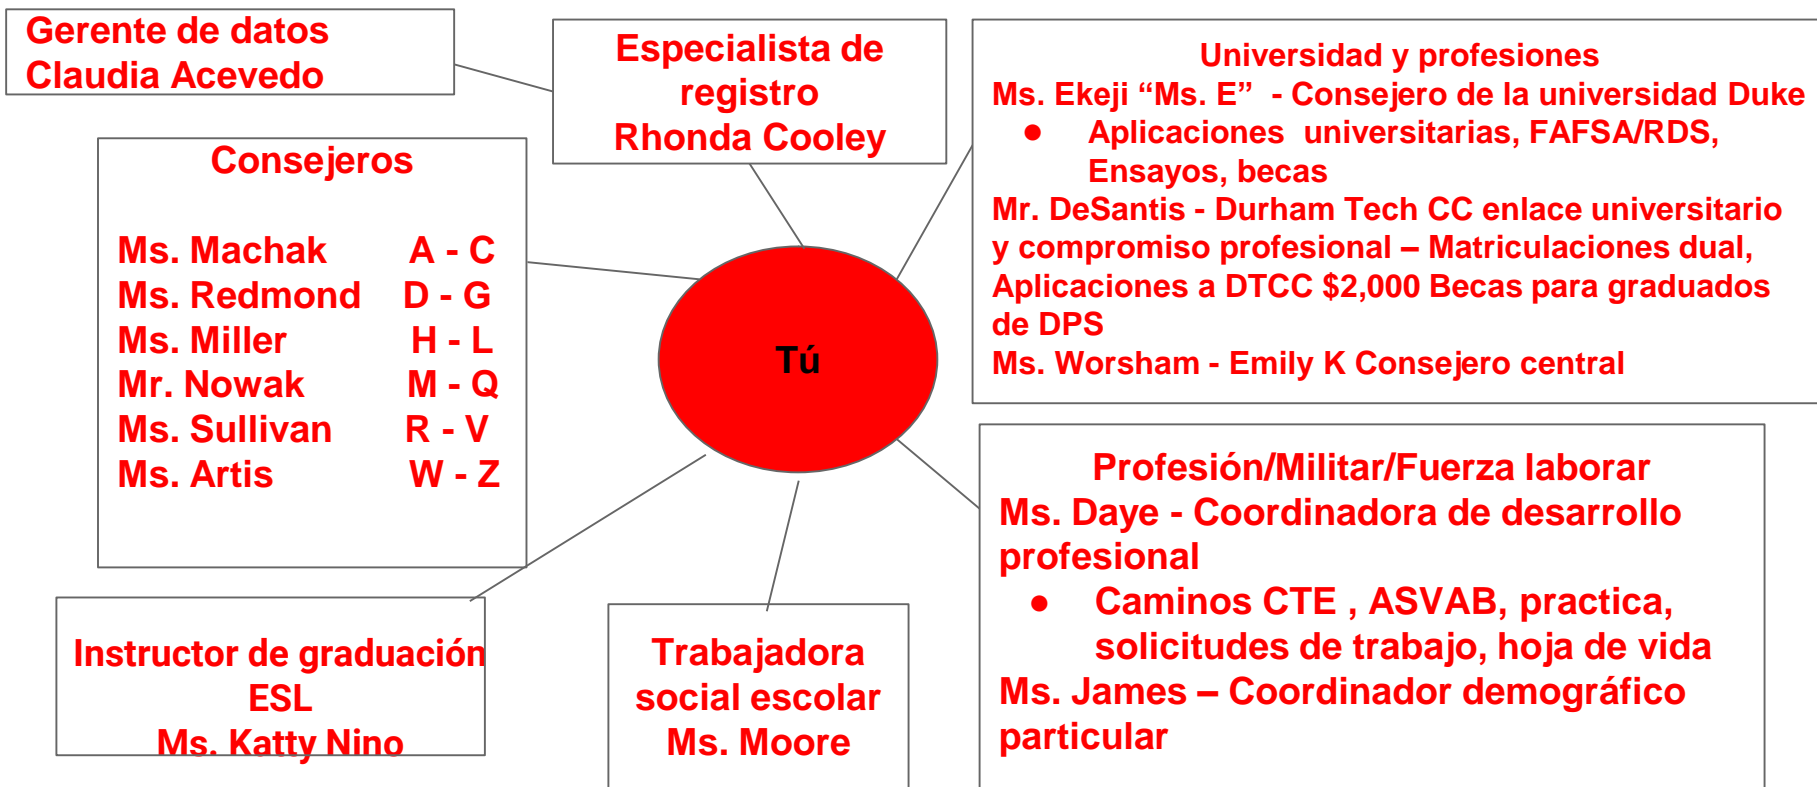 Gerente de datos
Claudia Acevedo
Especialista de
registro
Rhonda Cooley
Universidad y profesiones
Ms. Ekeji “Ms. E” - Consejero de la universidad Duke
● Aplicaciones universitarias, FAFSA/RDS,
Ensayos, becas
Mr. DeSantis - Durham Tech CC enlace universitario
y compromiso profesional – Matriculaciones dual,
Aplicaciones a DTCC $2,000 Becas para graduados
de DPS
Ms. Worsham - Emily K Consejero central
Consejeros
Ms. Machak A - C
Ms. Redmond D - G
Ms. Miller H - L
Mr. Nowak M - Q
Ms. Sullivan R - V
Ms. Artis W - Z
Tú
Profesión/Militar/Fuerza laborar
Ms. Daye - Coordinadora de desarrollo
profesional
● Caminos CTE , ASVAB, practica,
solicitudes de trabajo, hoja de vida
Ms. James – Coordinador demográfico
particular
Instructor de graduación
ESL
Ms. Katty Nino
Trabajadora
social escolar
Ms. Moore